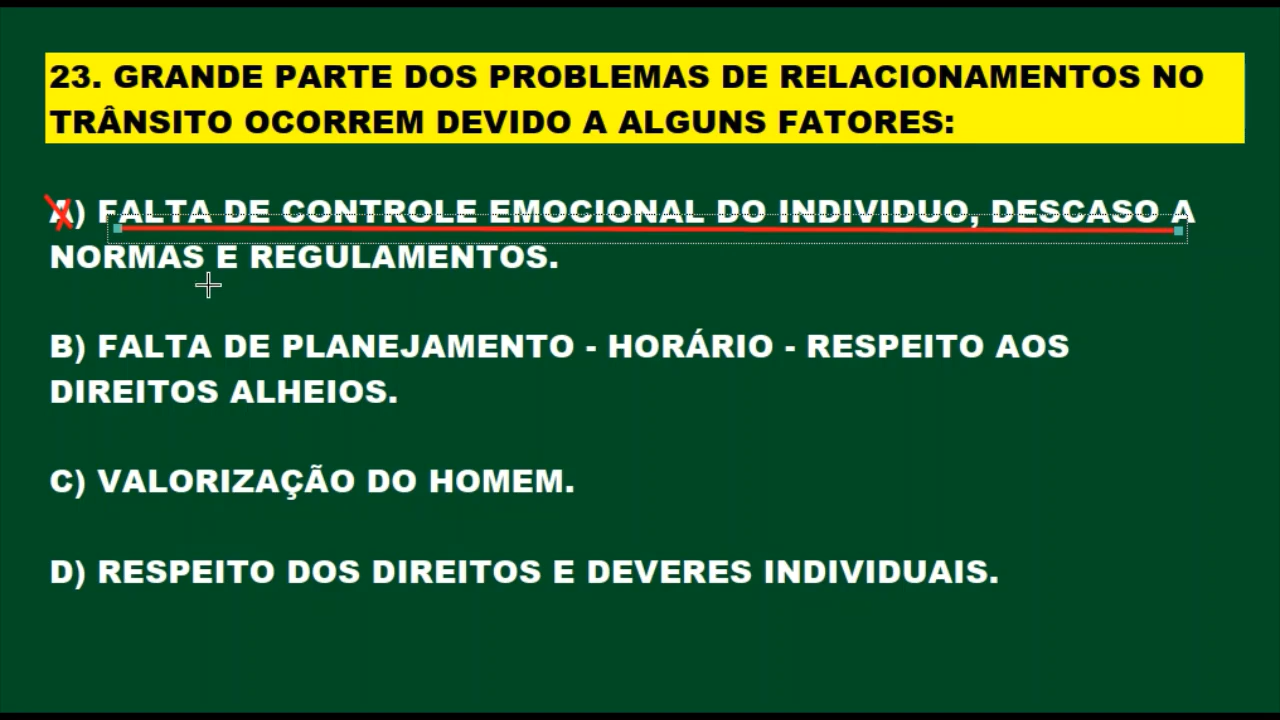 23. GRANDE PARTE DOS PROBLEMAS DE RELACIONAMENTOS NO
TRÂNSITO OCORREM DEVIDO A ALGUNS FATORES:
A) FALTA DE CONTROLE EMOCIONAL DO INDIVIDUO, DESCASO A
NORMAS E REGULAMENTOS.
B) FALTA DE PLANEJAMENTO - HORÁRIO - RESPEITO AOS
DIREITOS ALHEIOS.
C) VALORIZAÇÃO DO HOMEM.
D) RESPEITO DOS DIREITOS E DEVERES INDIVIDUAIS.